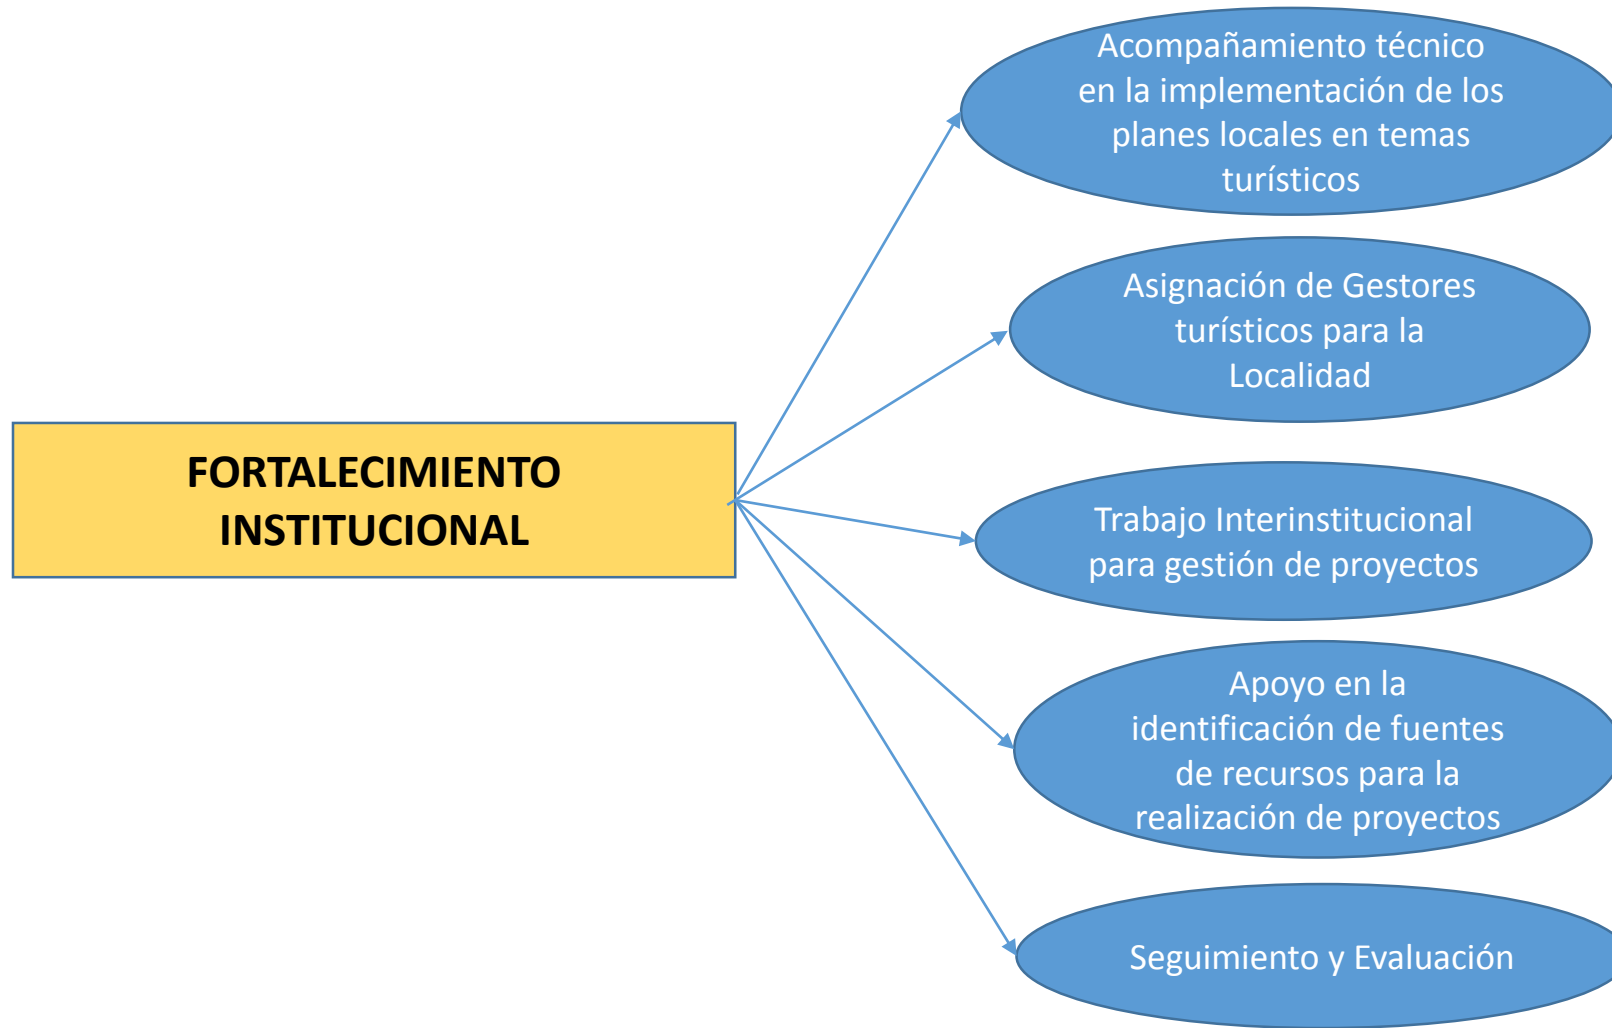 Acompañamiento técnico
en la implementación de los
planes locales en temas
turísticos
Asignación de Gestores
turísticos para la
Localidad
FORTALECIMIENTO
INSTITUCIONAL
Trabajo Interinstitucional
para gestión de proyectos
Apoyo en la
identificación de fuentes
de recursos para la
realización de proyectos
Seguimiento y Evaluación